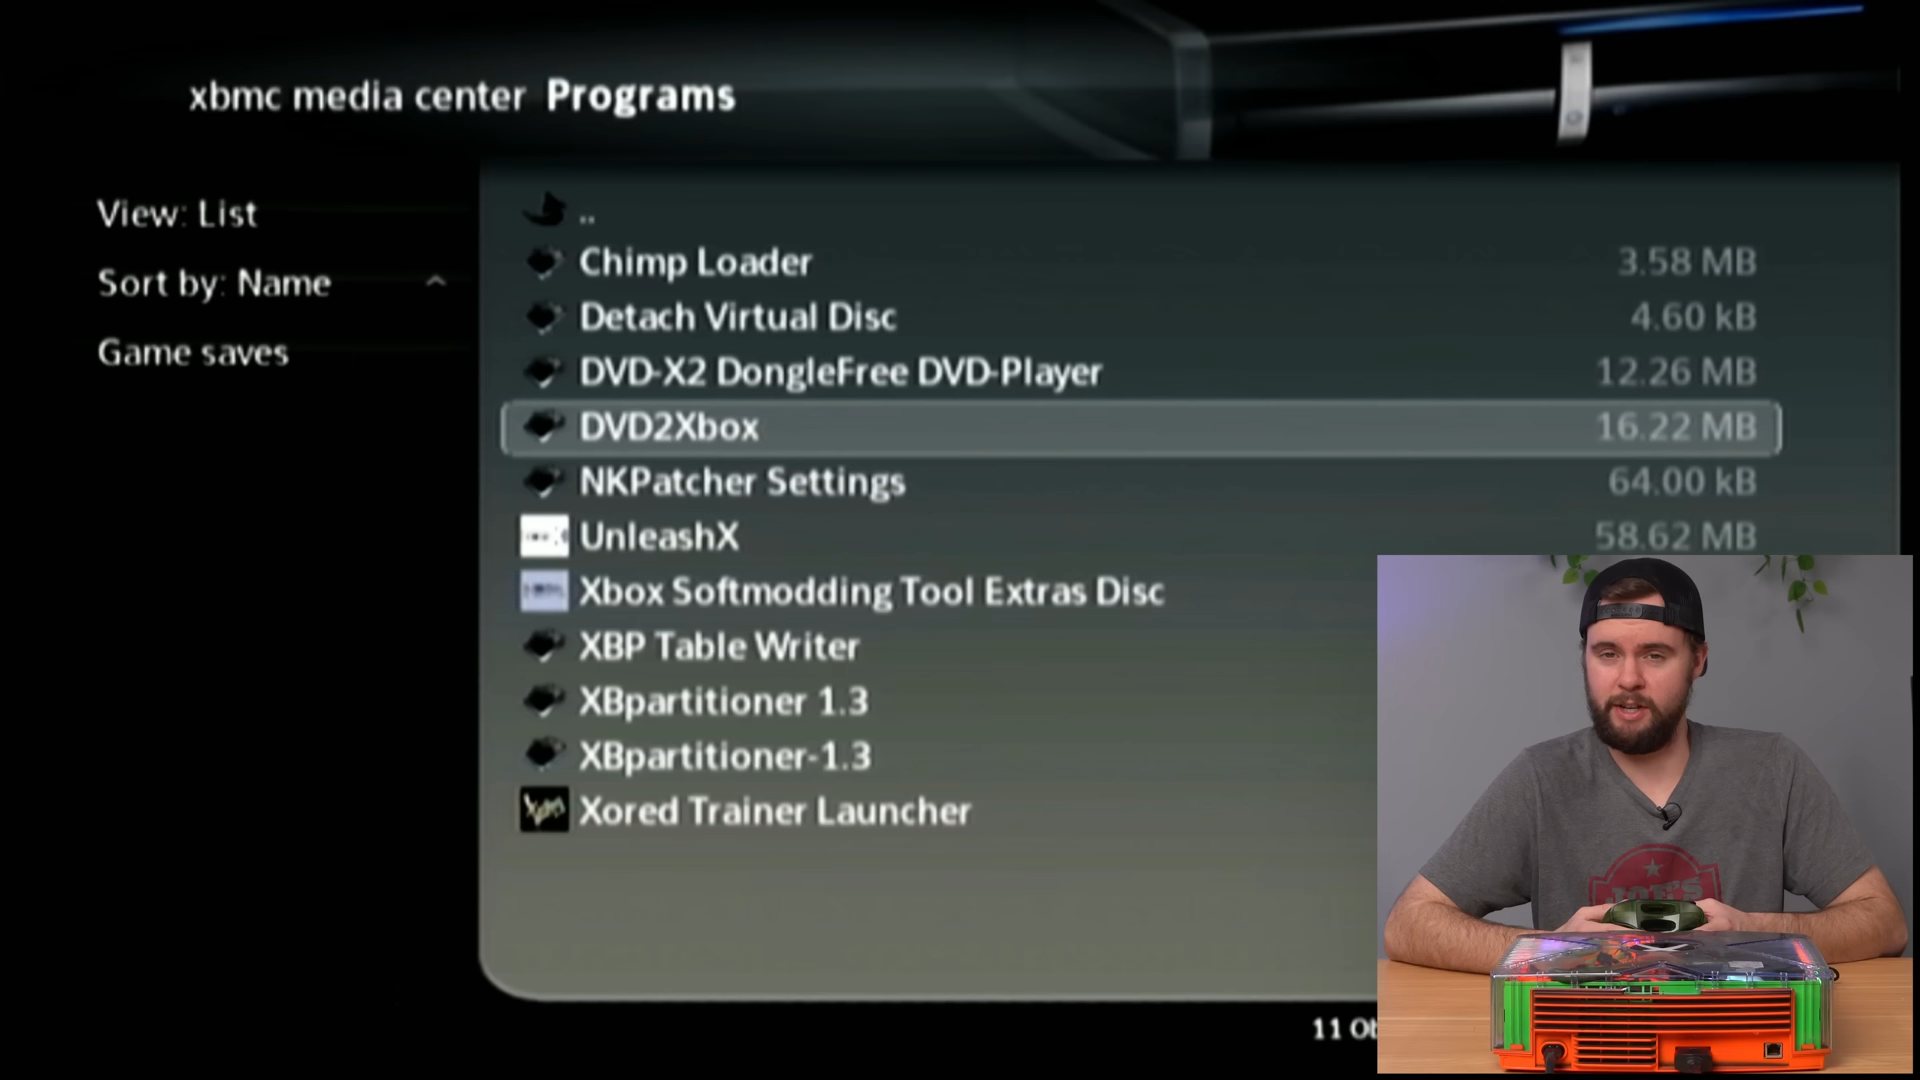 xbmc media center Programs
View: List
Sort by: Name
Game saves
..
Chimp Loader 3.58 MB
Detach Virtual Disc 4.60 kB
DVD-X2 DongleFree DVD-Player 12.26 MB
DVD2Xbox 16.22 MB
NKPatcher Settings 64.00 kB
UnleashX 58.62 MB
Xbox Softmodding Tool Extras Disc
XBP Table Writer
XBpartitioner 1.3
XBpartitioner-1.3
Xored Trainer Launcher
11